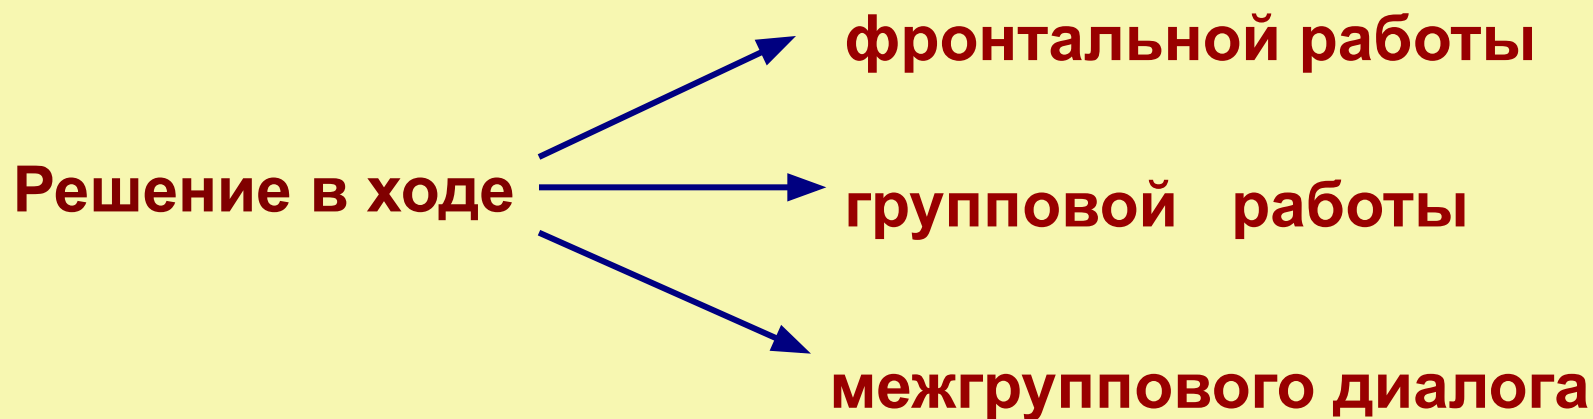 фронтальной работы
Решение в ходе
групповой работы
межгруппового диалога